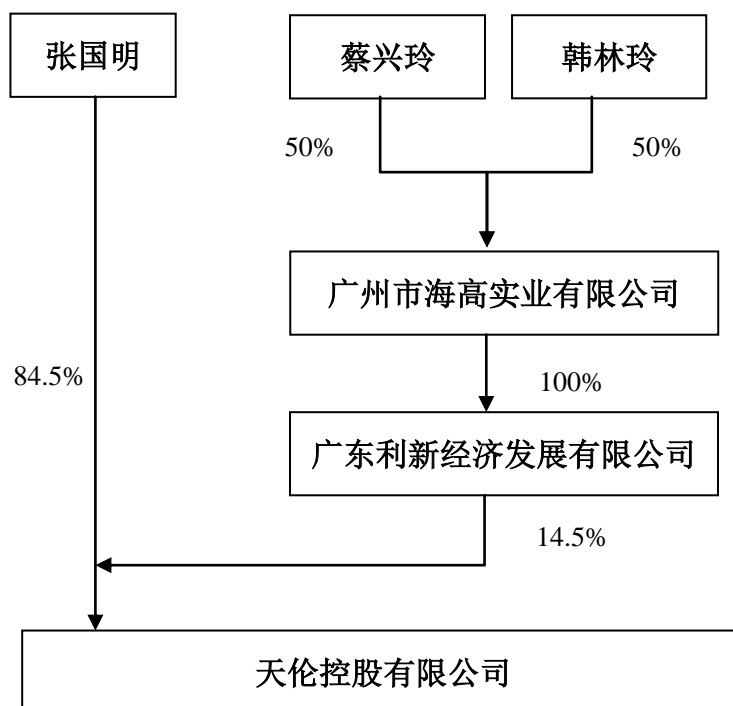 张国明
蔡兴玲
韩林玲
50%
50%
广州市海高实业有限公司
84.5%
100%
广东利新经济发展有限公司
14.5%
天伦控股有限公司